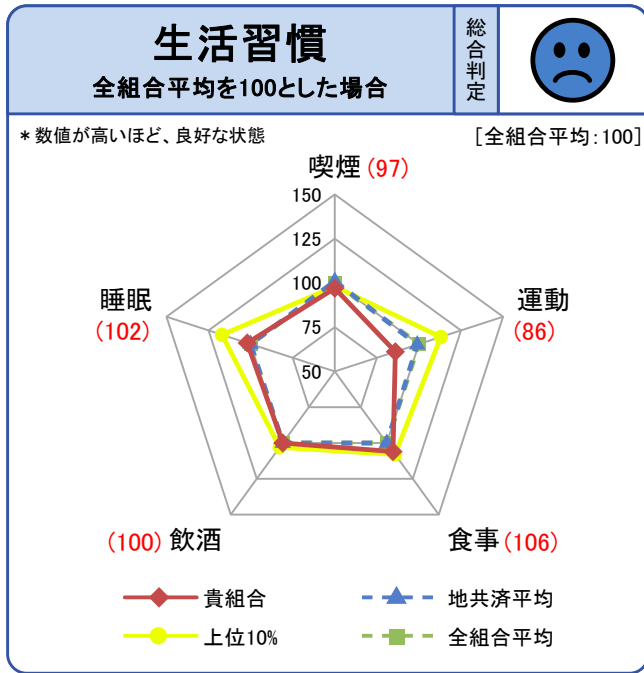 生活習慣
全組合平均を100とした場合
総合判定
*数値が高いほど、良好な状態
[全組合平均:100]
喫煙(97)
150
125
100
75
50
睡眠
(102)
運動
(86)
(100)飲酒
食事(106)
貴組合
地共済平均
上位10%
全組合平均